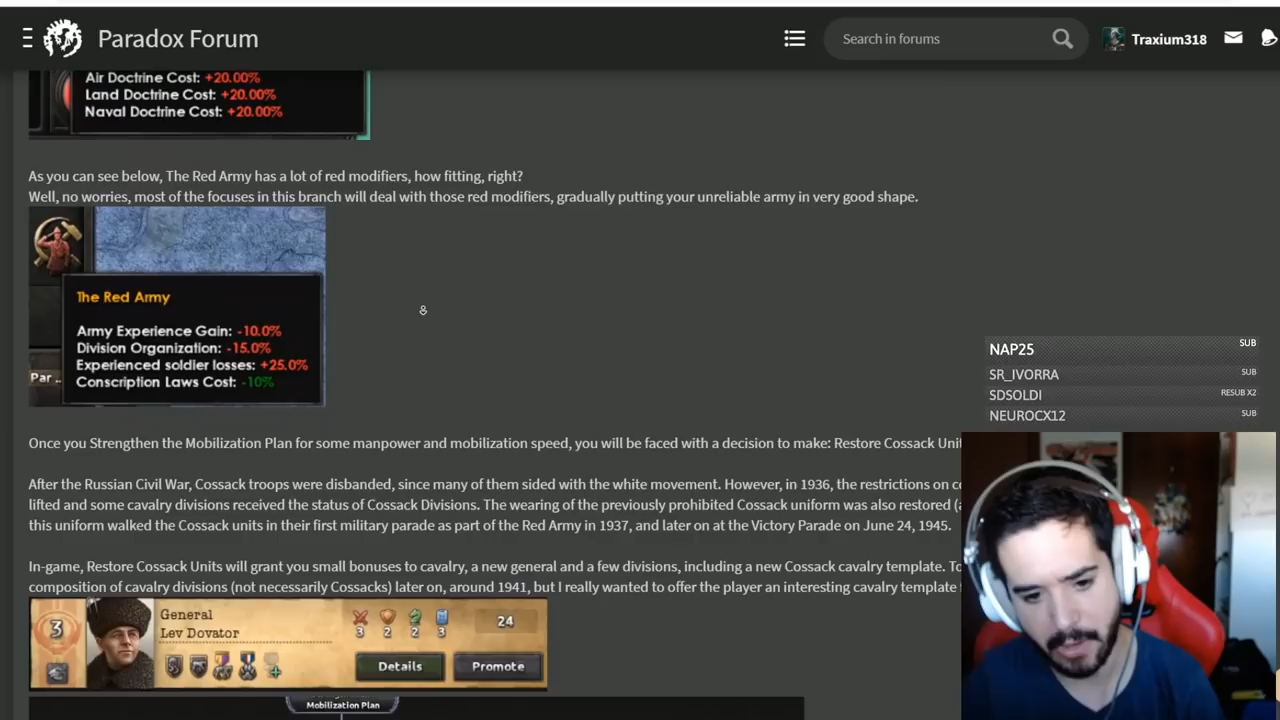 Paradox Forum
Search in forums
Traxium318
Air Doctrine Cost: +20.00%
Land Doctrine Cost: +20.00%
Naval Doctrine Cost: +20.00%
As you can see below, The Red Army has a lot of red modifiers, how fitting, right?
Well, no worries, most of the focuses in this branch will deal with those red modifiers, gradually putting your unreliable army in very good shape.
The Red Army
Army Experience Gain: -10.0%
Division Organization: -15.0%
Experienced soldier losses: +25.0%
Conscription Laws Cost: -10%
Par ..
NAP25 SUB
SR_IVORRA SUB
SDSOLDI RESUB X2
NEUROCX12 SUB
Once you Strengthen the Mobilization Plan for some manpower and mobilization speed, you will be faced with a decision to make: Restore Cossack Unit
After the Russian Civil War, Cossack troops were disbanded, since many of them sided with the white movement. However, in 1936, the restrictions on co
lifted and some cavalry divisions received the status of Cossack Divisions. The wearing of the previously prohibited Cossack uniform was also restored (a
this uniform walked the Cossack units in their first military parade as part of the Red Army in 1937, and later on at the Victory Parade on June 24, 1945.
In-game, Restore Cossack Units will grant you small bonuses to cavalry, a new general and a few divisions, including a new Cossack cavalry template. To
composition of cavalry divisions (not necessarily Cossacks) later on, around 1941, but I really wanted to offer the player an interesting cavalry template
3
General
Lev Dovator
3 2 2 3
24
Details
Promote
Mobilization Plan